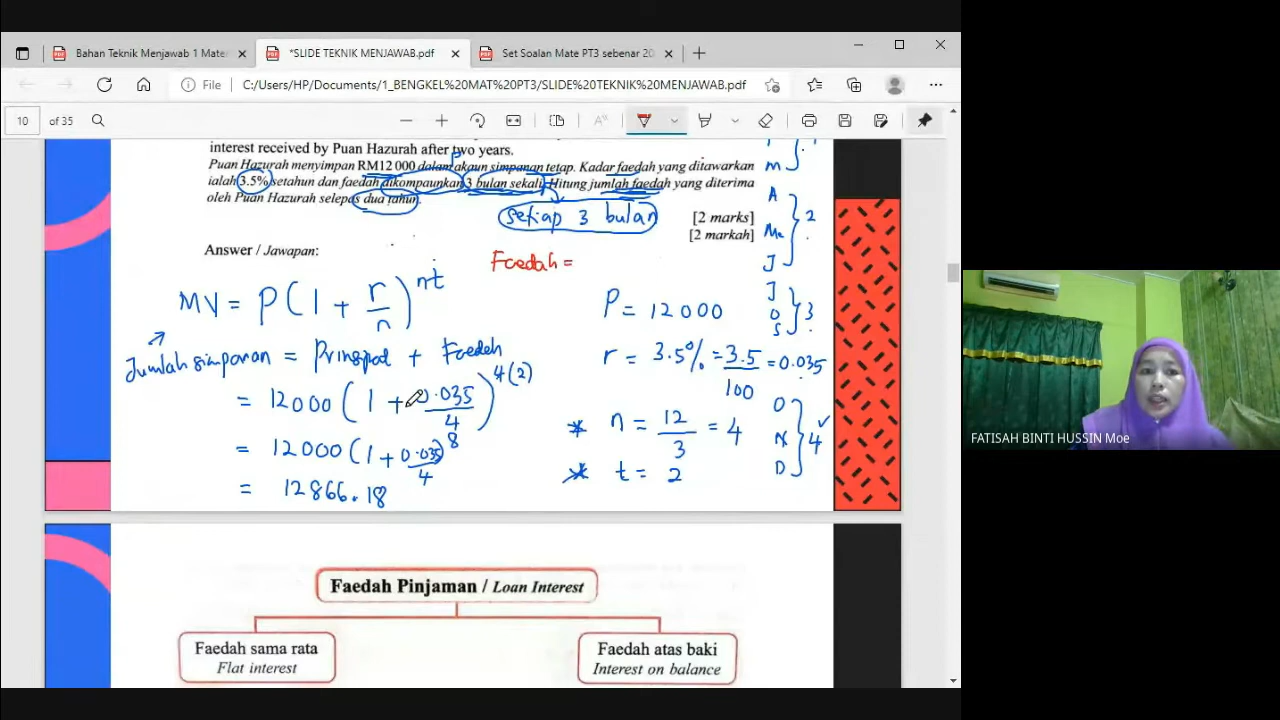 Bahan Teknik Menjawab 1 Mate
*SLIDE TEKNIK MENJAWAB.pdf
Set Soalan Mate PT3 sebenar 20
File
C:/Users/HP/Documents/1_BENGKEL%20MAT%20PT3/SLIDE%20TEKNIK%20MENJAWAB.pdf
10 of 35
interest received by Puan Hazurah after two years.
Puan Hazurah menyimpan RM12 000 dalam akaun simpanan tetap. Kadar faedah yang ditawarkan
ialah 3.5% setahun dan faedah dikompaunkan 3 bulan sekali. Hitung jumlah faedah yang diterima
oleh Puan Hazurah selepas dua tahun.
P
setiap 3 bulan
[2 marks]
[2 markah]
Answer / Jawapan:
Faedah =
MV = P(1 + r/n)^nt
Jumlah simpanan = Prinsipal + Faedah
= 12000 (1 + 0.035/4)^4(2)
= 12000 (1 + 0.035/4)^8
= 12866.18
P = 12000
r = 3.5% = 3.5/100 = 0.035
* n = 12/3 = 4
* t = 2
M
A
Me
J
2
J
O
S
3
O
N
D
4
FATISAH BINTI HUSSIN Moe
Faedah Pinjaman / Loan Interest
Faedah sama rata
Flat interest
Faedah atas baki
Interest on balance